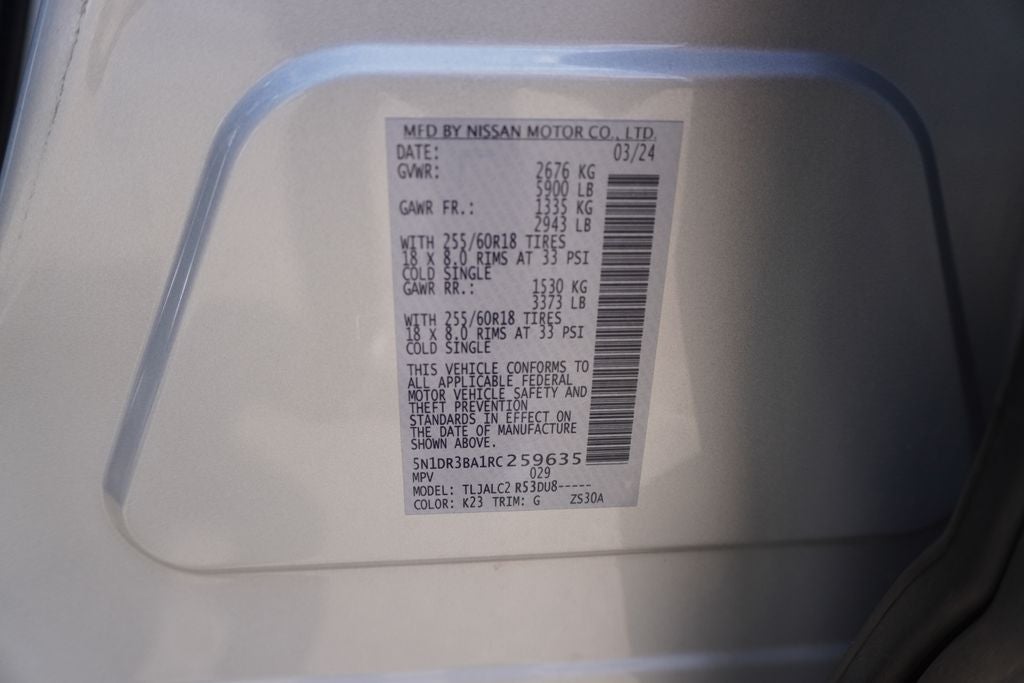 MFD BY NISSAN MOTOR CO., LTD.
DATE: 03/24
GVWR: 2676 KG
5900 LB
GAWR FR.: 1335 KG
2943 LB
WITH 255/60R18 TIRES
18 X 8.0 RIMS AT 33 PSI
COLD SINGLE
GAWR RR.: 1530 KG
3373 LB
WITH 255/60R18 TIRES
18 X 8.0 RIMS AT 33 PSI
COLD SINGLE
THIS VEHICLE CONFORMS TO
ALL APPLICABLE FEDERAL
MOTOR VEHICLE SAFETY AND
THEFT PREVENTION
STANDARDS IN EFFECT ON
THE DATE OF MANUFACTURE
SHOWN ABOVE.
5N1DR3BA1RC259635
MPV 029
MODEL: TLJALC2 R53DU8-----
COLOR: K23 TRIM: G ZS30A